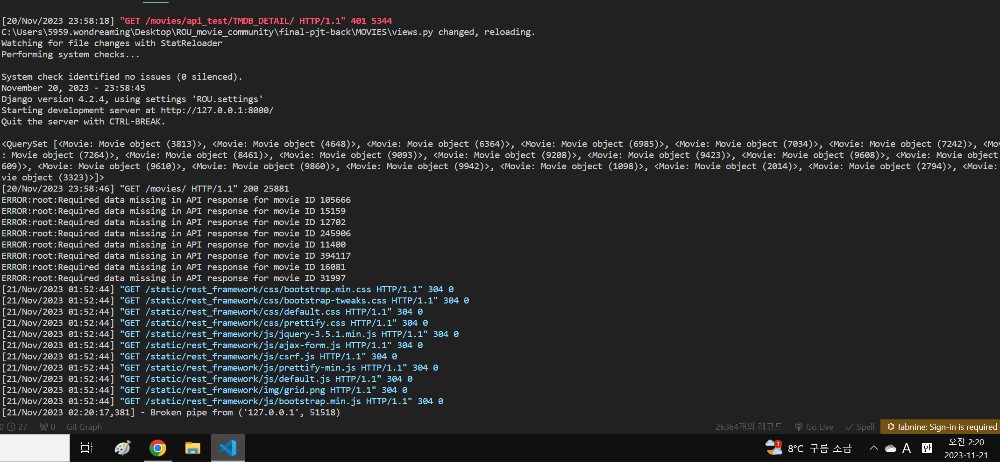 [20/Nov/2023 23:58:18] "GET /movies/api_test/TMDB_DETAIL/ HTTP/1.1" 401 5344
C:\Users\5959.wondreaming\Desktop\ROU_movie_community\final-pjt-back\MOVIES\views.py changed, reloading.
Watching for file changes with StatReloader
Performing system checks...
System check identified no issues (0 silenced).
November 20, 2023 - 23:58:45
Django version 4.2.4, using settings 'ROU.settings'
Starting development server at http://127.0.0.1:8000/
Quit the server with CTRL-BREAK.
<QuerySet [<Movie: Movie object (3813)>, <Movie: Movie object (4648)>, <Movie: Movie object (6364)>, <Movie: Movie object (6985)>, <Movie: Movie object (7034)>, <Movie: Movie object (7242)>, <Mov
: Movie object (7264)>, <Movie: Movie object (8461)>, <Movie: Movie object (9093)>, <Movie: Movie object (9208)>, <Movie: Movie object (9423)>, <Movie: Movie object (9608)>, <Movie: Movie object
609)>, <Movie: Movie object (9610)>, <Movie: Movie object (9860)>, <Movie: Movie object (9942)>, <Movie: Movie object (1098)>, <Movie: Movie object (2014)>, <Movie: Movie object (2794)>, <Movie:
vie object (3323)>]>
[20/Nov/2023 23:58:46] "GET /movies/ HTTP/1.1" 200 25881
ERROR:root:Required data missing in API response for movie ID 105666
ERROR:root:Required data missing in API response for movie ID 15159
ERROR:root:Required data missing in API response for movie ID 12702
ERROR:root:Required data missing in API response for movie ID 245906
ERROR:root:Required data missing in API response for movie ID 11400
ERROR:root:Required data missing in API response for movie ID 394117
ERROR:root:Required data missing in API response for movie ID 16081
ERROR:root:Required data missing in API response for movie ID 31997
[21/Nov/2023 01:52:44] "GET /static/rest_framework/css/bootstrap.min.css HTTP/1.1" 304 0
[21/Nov/2023 01:52:44] "GET /static/rest_framework/css/bootstrap-tweaks.css HTTP/1.1" 304 0
[21/Nov/2023 01:52:44] "GET /static/rest_framework/css/default.css HTTP/1.1" 304 0
[21/Nov/2023 01:52:44] "GET /static/rest_framework/css/prettify.css HTTP/1.1" 304 0
[21/Nov/2023 01:52:44] "GET /static/rest_framework/js/jquery-3.5.1.min.js HTTP/1.1" 304 0
[21/Nov/2023 01:52:44] "GET /static/rest_framework/js/ajax-form.js HTTP/1.1" 304 0
[21/Nov/2023 01:52:44] "GET /static/rest_framework/js/csrf.js HTTP/1.1" 304 0
[21/Nov/2023 01:52:44] "GET /static/rest_framework/js/prettify-min.js HTTP/1.1" 304 0
[21/Nov/2023 01:52:44] "GET /static/rest_framework/js/default.js HTTP/1.1" 304 0
[21/Nov/2023 01:52:44] "GET /static/rest_framework/img/grid.png HTTP/1.1" 304 0
[21/Nov/2023 01:52:44] "GET /static/rest_framework/js/bootstrap.min.js HTTP/1.1" 304 0
[21/Nov/2023 02:20:17,381] - Broken pipe from ('127.0.0.1', 51518)
0 27 0 Git Graph 26364개의 레코드 Go Live Spell Tabnine: Sign-in is required
1 8°C 구름 조금 A 한 오전 2:20
2023-11-21